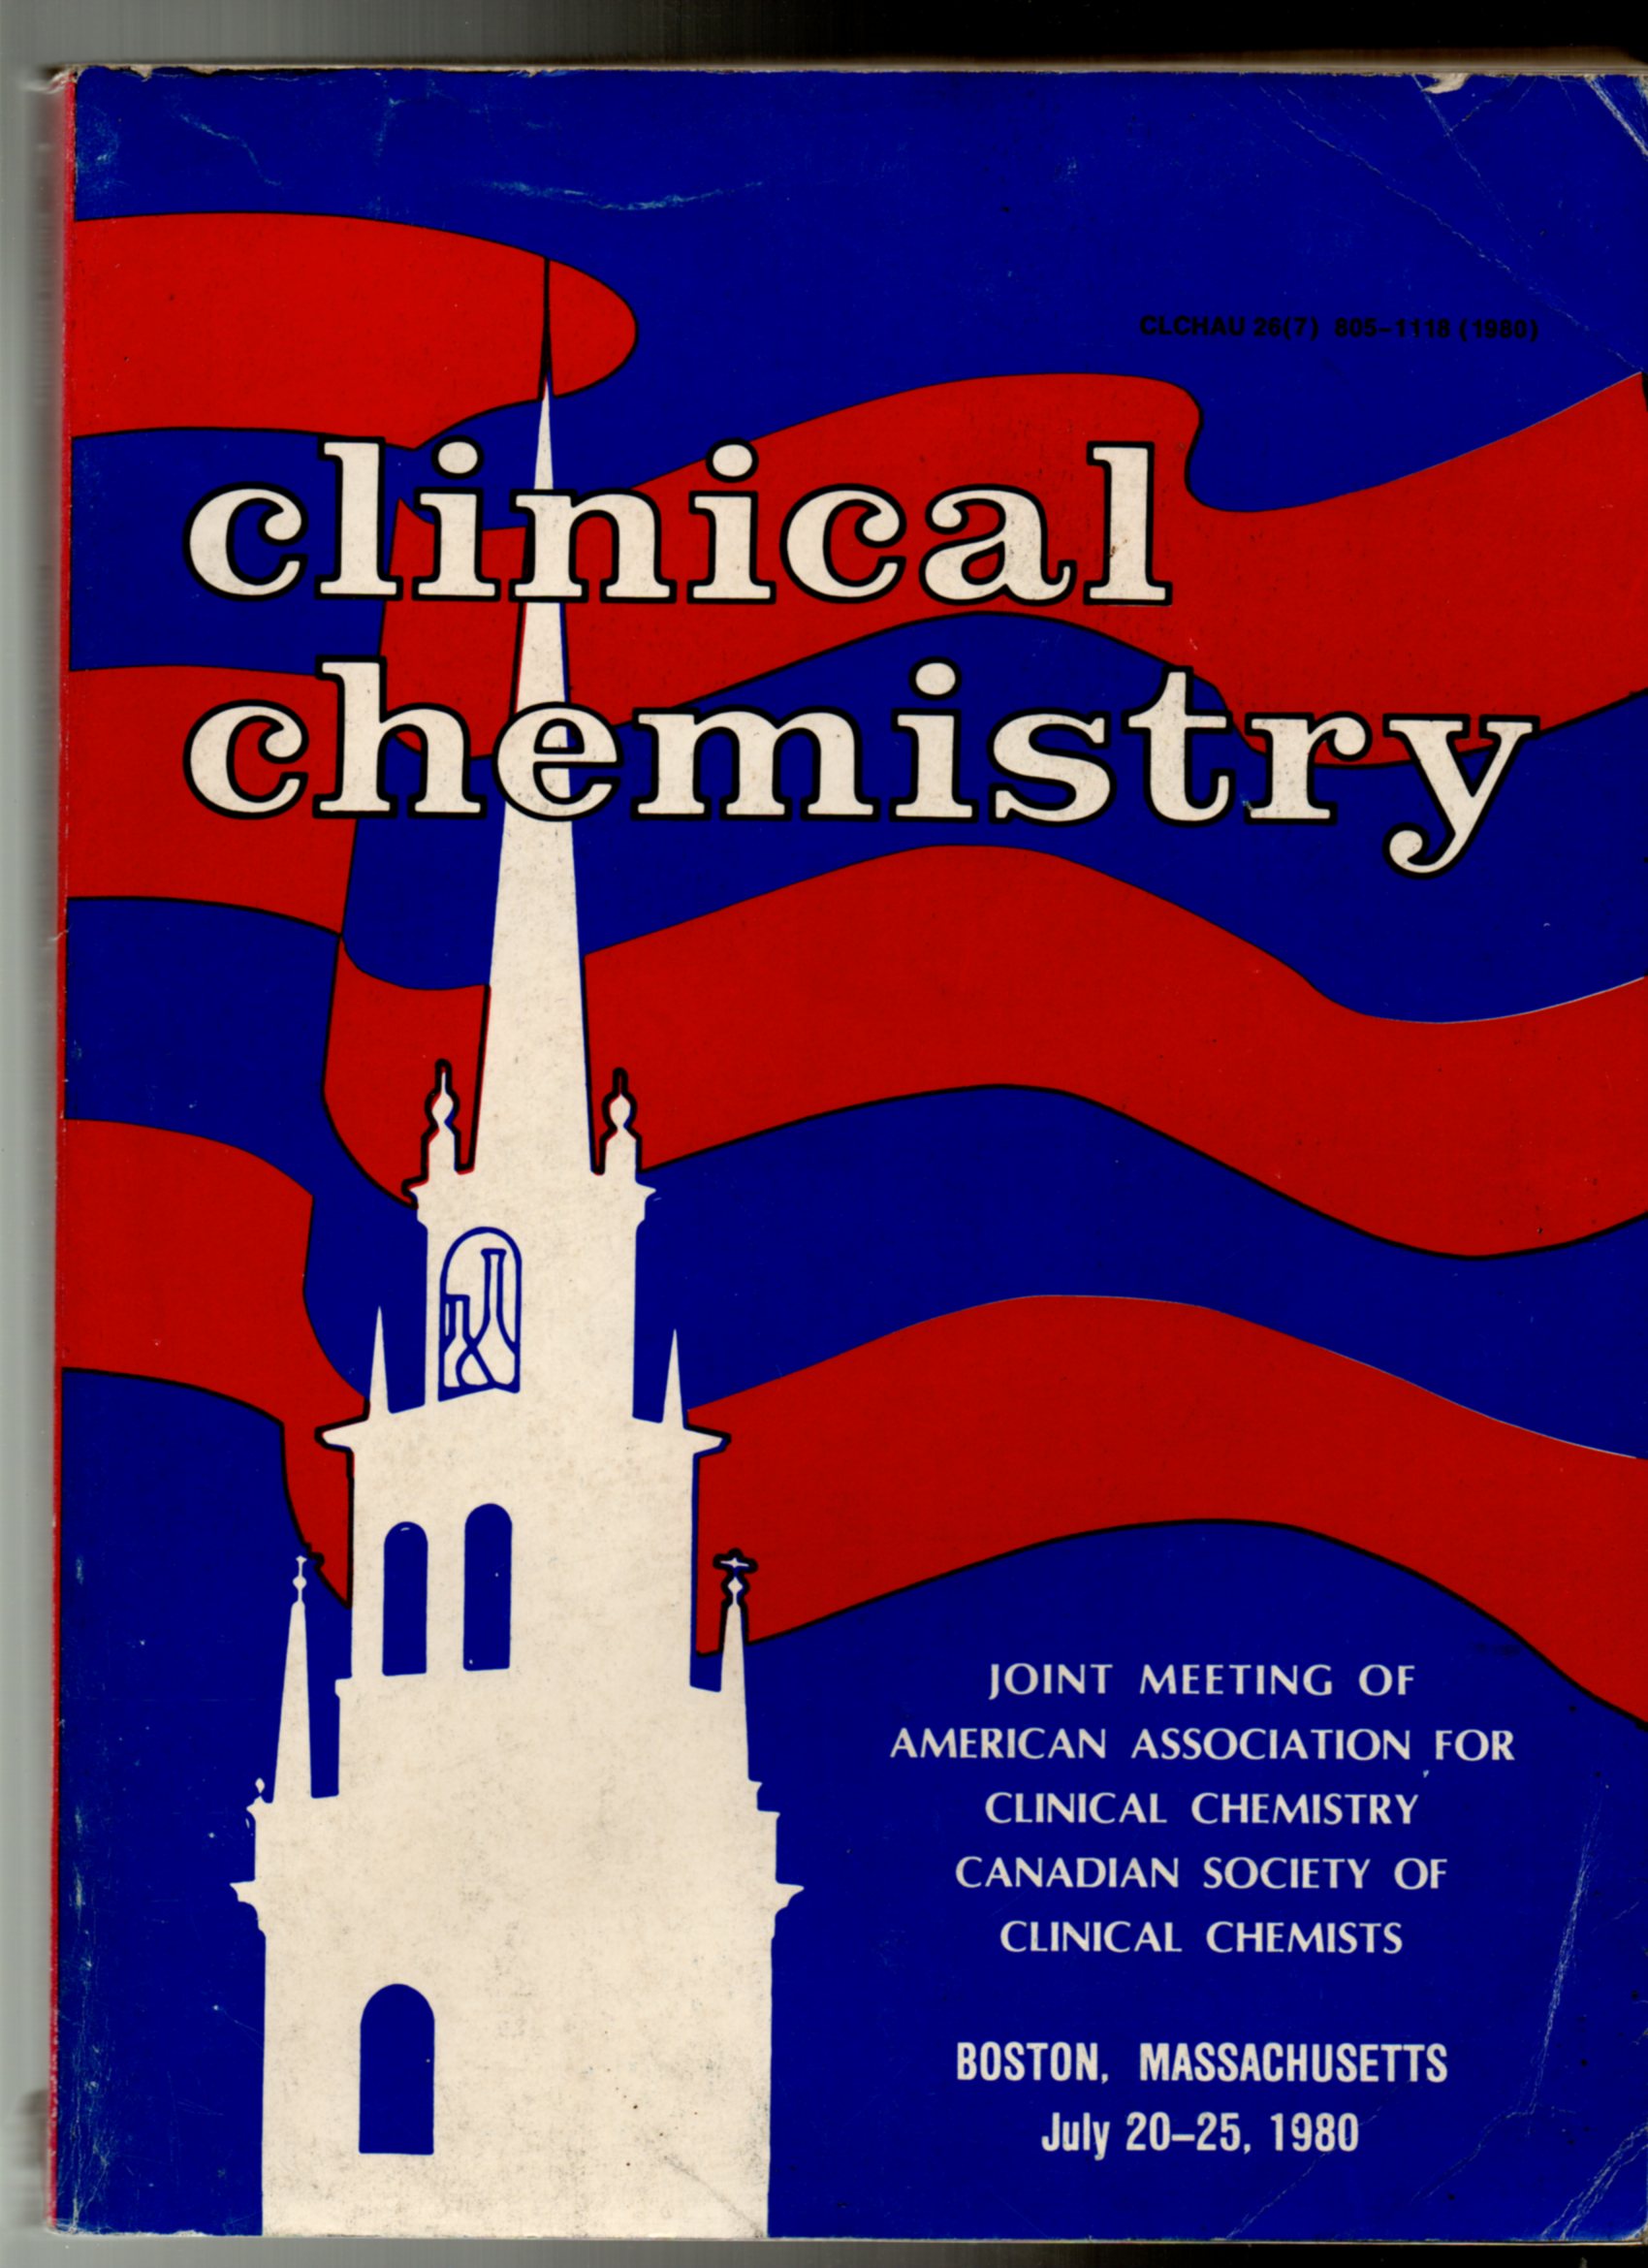 CLCHAU 26(7) 805–1118 (1980)
clinical
chemistry
JOINT MEETING OF
AMERICAN ASSOCIATION FOR
CLINICAL CHEMISTRY
CANADIAN SOCIETY OF
CLINICAL CHEMISTS
BOSTON, MASSACHUSETTS
July 20–25, 1980